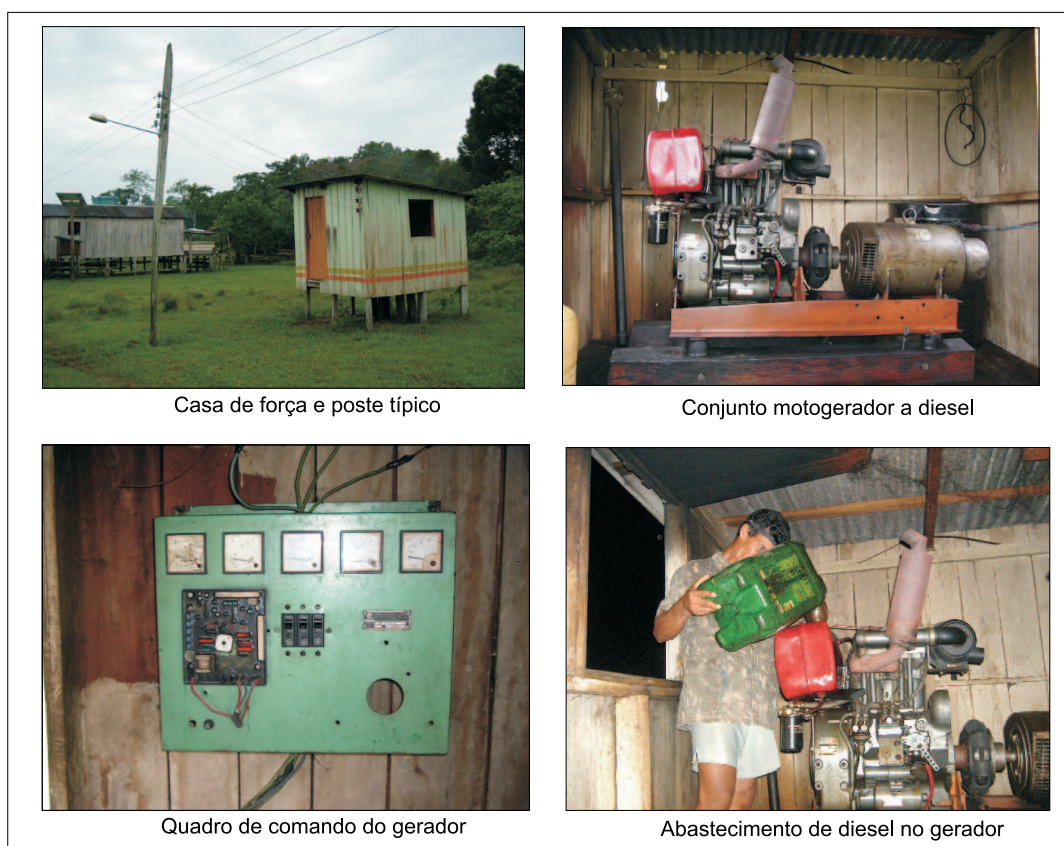 Casa de força e poste típico
Conjunto motogerador a diesel
Quadro de comando do gerador
Abastecimento de diesel no gerador